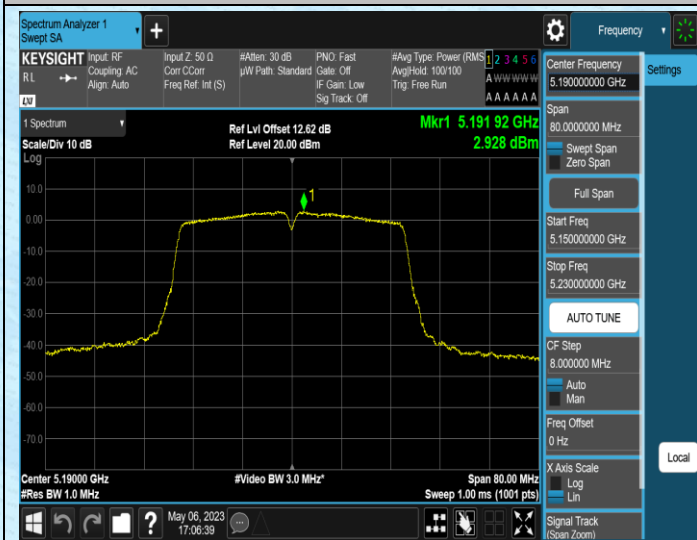 Spectrum Analyzer 1
Swept SA
+
Frequency
KEYSIGHT
R L
LXI
Input: RF
Coupling: AC
Align: Auto
Input Z: 50 Ω
Corr CCorr
Freq Ref: Int (S)
#Atten: 30 dB
µW Path: Standard
PNO: Fast
Gate: Off
IF Gain: Low
Sig Track: Off
#Avg Type: Power (RMS
Avg|Hold: 100/100
Trig: Free Run
1 2 3 4 5 6
A W W W W W
A A A A A A
1 Spectrum
Scale/Div 10 dB
Log
Ref Lvl Offset 12.62 dB
Ref Level 20.00 dBm
Mkr1 5.191 92 GHz
2.928 dBm
1
10.0
0.00
-10.0
-20.0
-30.0
-40.0
-50.0
-60.0
-70.0
Center 5.19000 GHz
#Res BW 1.0 MHz
#Video BW 3.0 MHz*
Span 80.00 MHz
Sweep 1.00 ms (1001 pts)
?
May 06, 2023
17:06:39
Center Frequency
5.190000000 GHz
Span
80.0000000 MHz
Swept Span
Zero Span
Full Span
Start Freq
5.150000000 GHz
Stop Freq
5.230000000 GHz
AUTO TUNE
CF Step
8.000000 MHz
Auto
Man
Freq Offset
0 Hz
X Axis Scale
Log
Lin
Signal Track
(Span Zoom)
Settings
Local